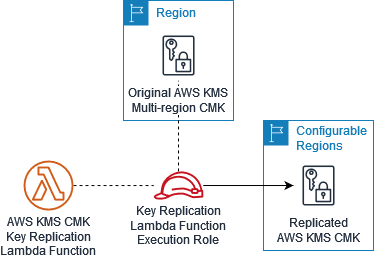 Region
Original AWS KMS
Multi-region CMK
Configurable
Regions
AWS KMS CMK
Key Replication
Lambda Function
Key Replication
Lambda Function
Execution Role
Replicated
AWS KMS CMK